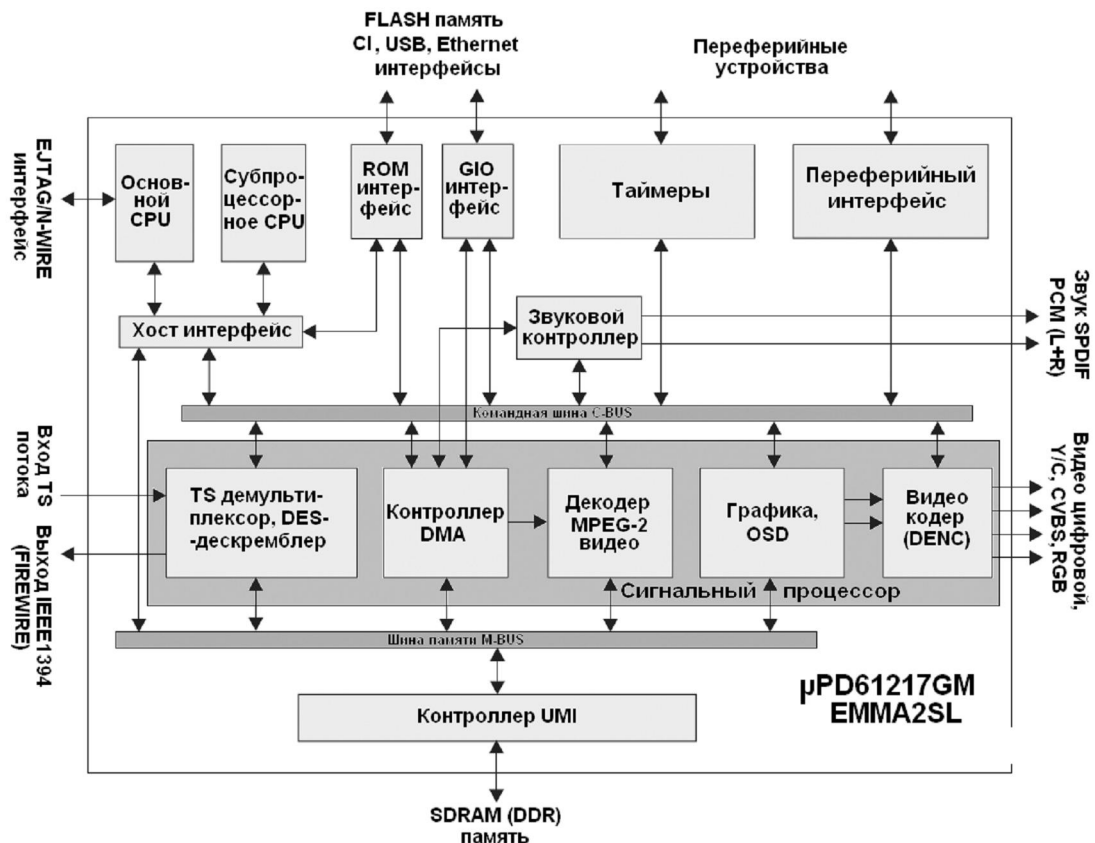 FLASH память
CI, USB, Ethernet
интерфейсы
Переферийные
устройства
EJTAG/N-WIRE
интерфейс
Основ-
ной
CPU
Субпро-
цессор-
ное CPU
ROM
интер-
фейс
GIO
интер-
фейс
Таймеры
Переферийный
интерфейс
Хост интерфейс
Звуковой
контроллер
Звук SPDIF
PCM (L+R)
Командная шина C-BUS
Вход TS
потока
Выход IEEE1394
(FIREWIRE)
TS демульти-
плексор, DES-
-дескремблер
Контроллер
DMA
Декодер
MPEG-2
видео
Графика,
OSD
Видео
кодер
(DENC)
Видео цифровой,
Y/C, CVBS, RGB
Сигнальный процессор
Шина памяти M-BUS
µPD61217GM
EMMA2SL
Контроллер UMI
SDRAM (DDR)
память